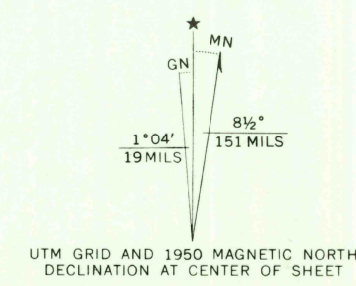 ★
MN
GN
1°04′
19 MILS
8½°
151 MILS
UTM GRID AND 1950 MAGNETIC NORTH
DECLINATION AT CENTER OF SHEET